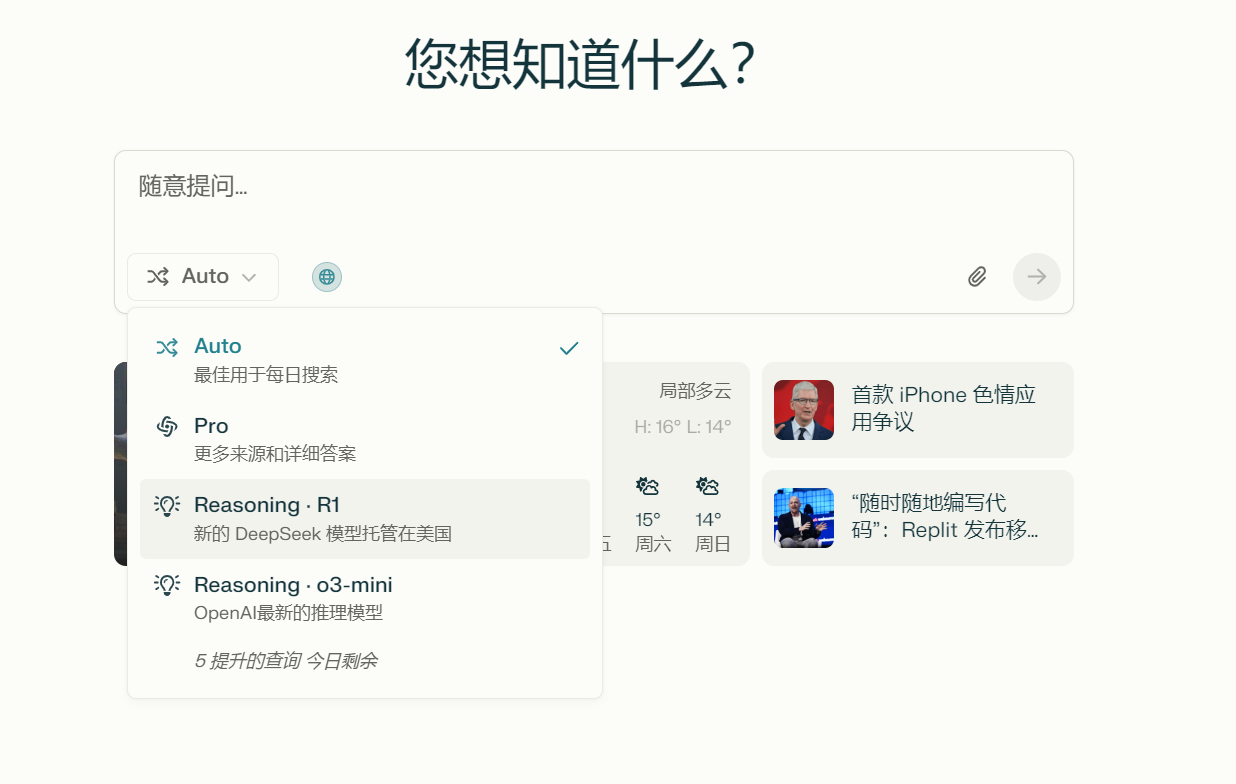 您想知道什么？
随意提问...
Auto
Auto
最佳用于每日搜索
Pro
更多来源和详细答案
Reasoning · R1
新的 DeepSeek 模型托管在美国
Reasoning · o3-mini
OpenAI最新的推理模型
5 提升的查询 今日剩余
局部多云
H: 16° L: 14°
15° 14°
五 周六 周日
首款 iPhone 色情应
用争议
“随时随地编写代
码”：Replit 发布移...